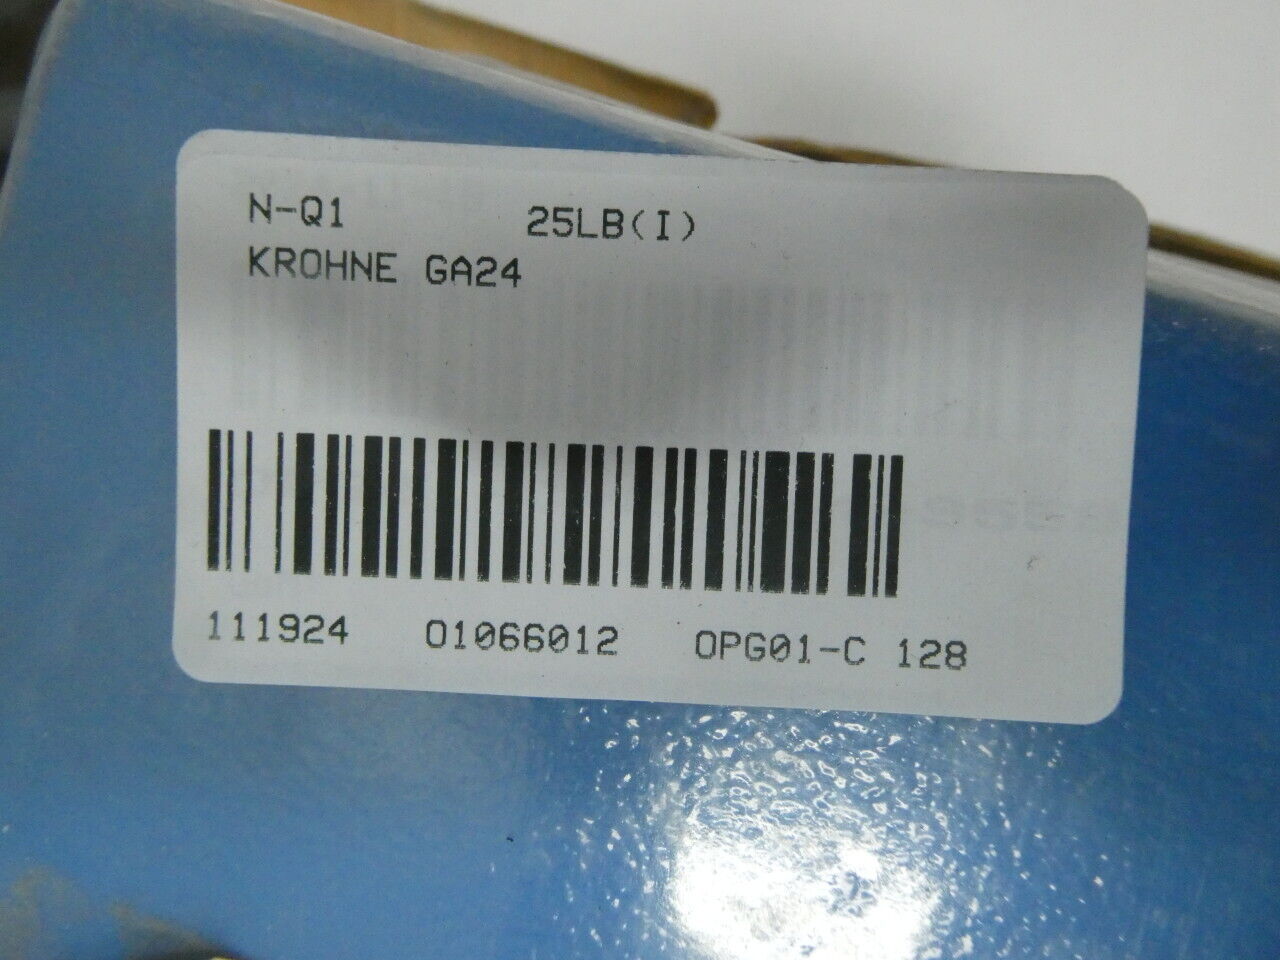 N-Q1 25LB(I)
KROHNE GA24
111924 01066012 OPG01-C 128